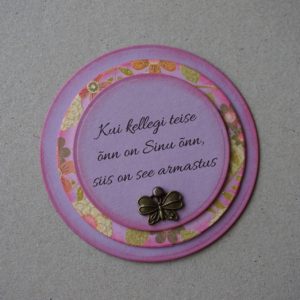 Kui kellegi teise
õnn on Sinu õnn,
siis on see armastus